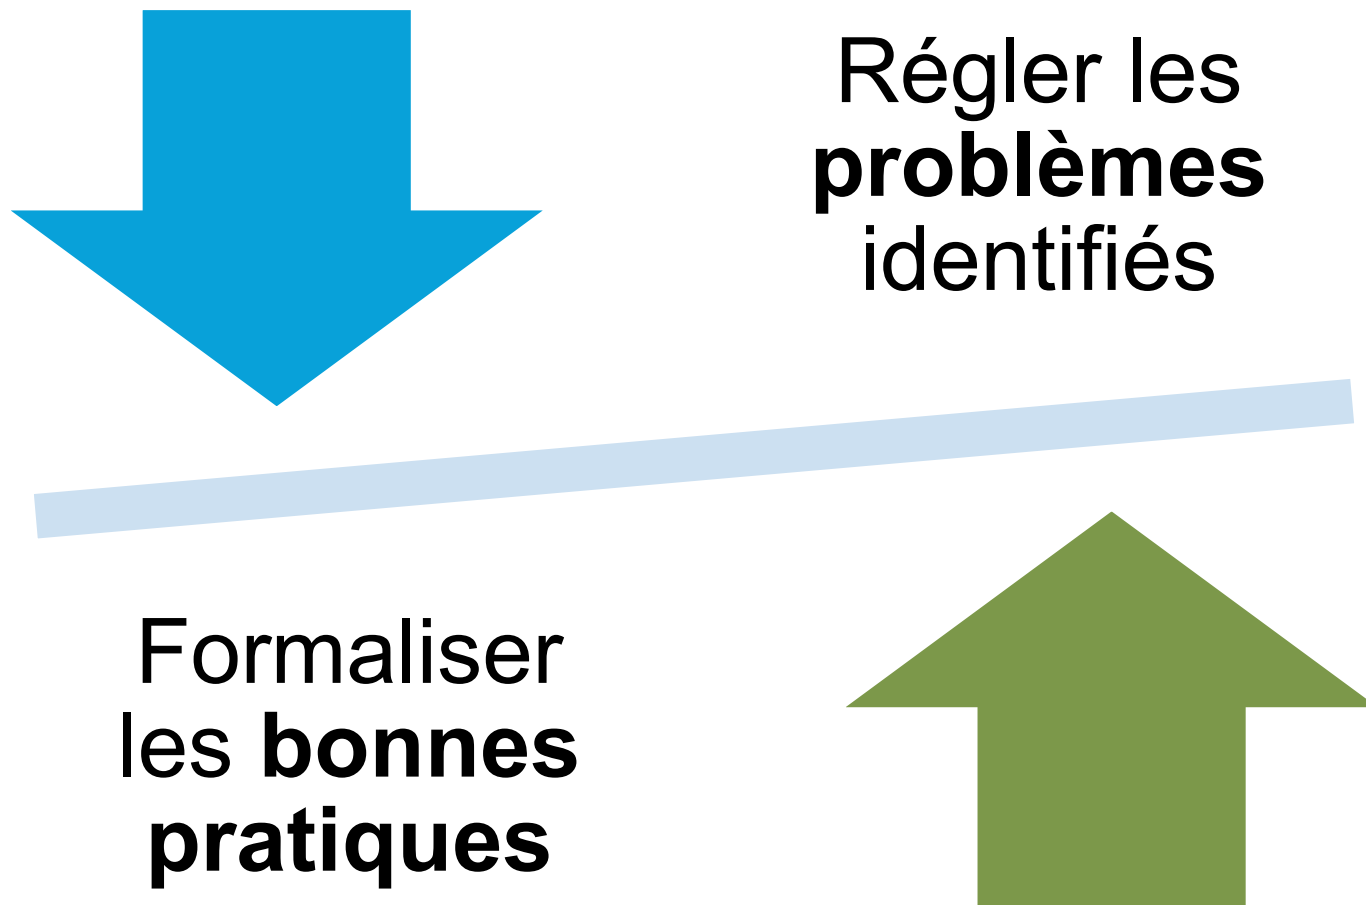 Régler les
problèmes
identifiés
Formaliser
les bonnes
pratiques